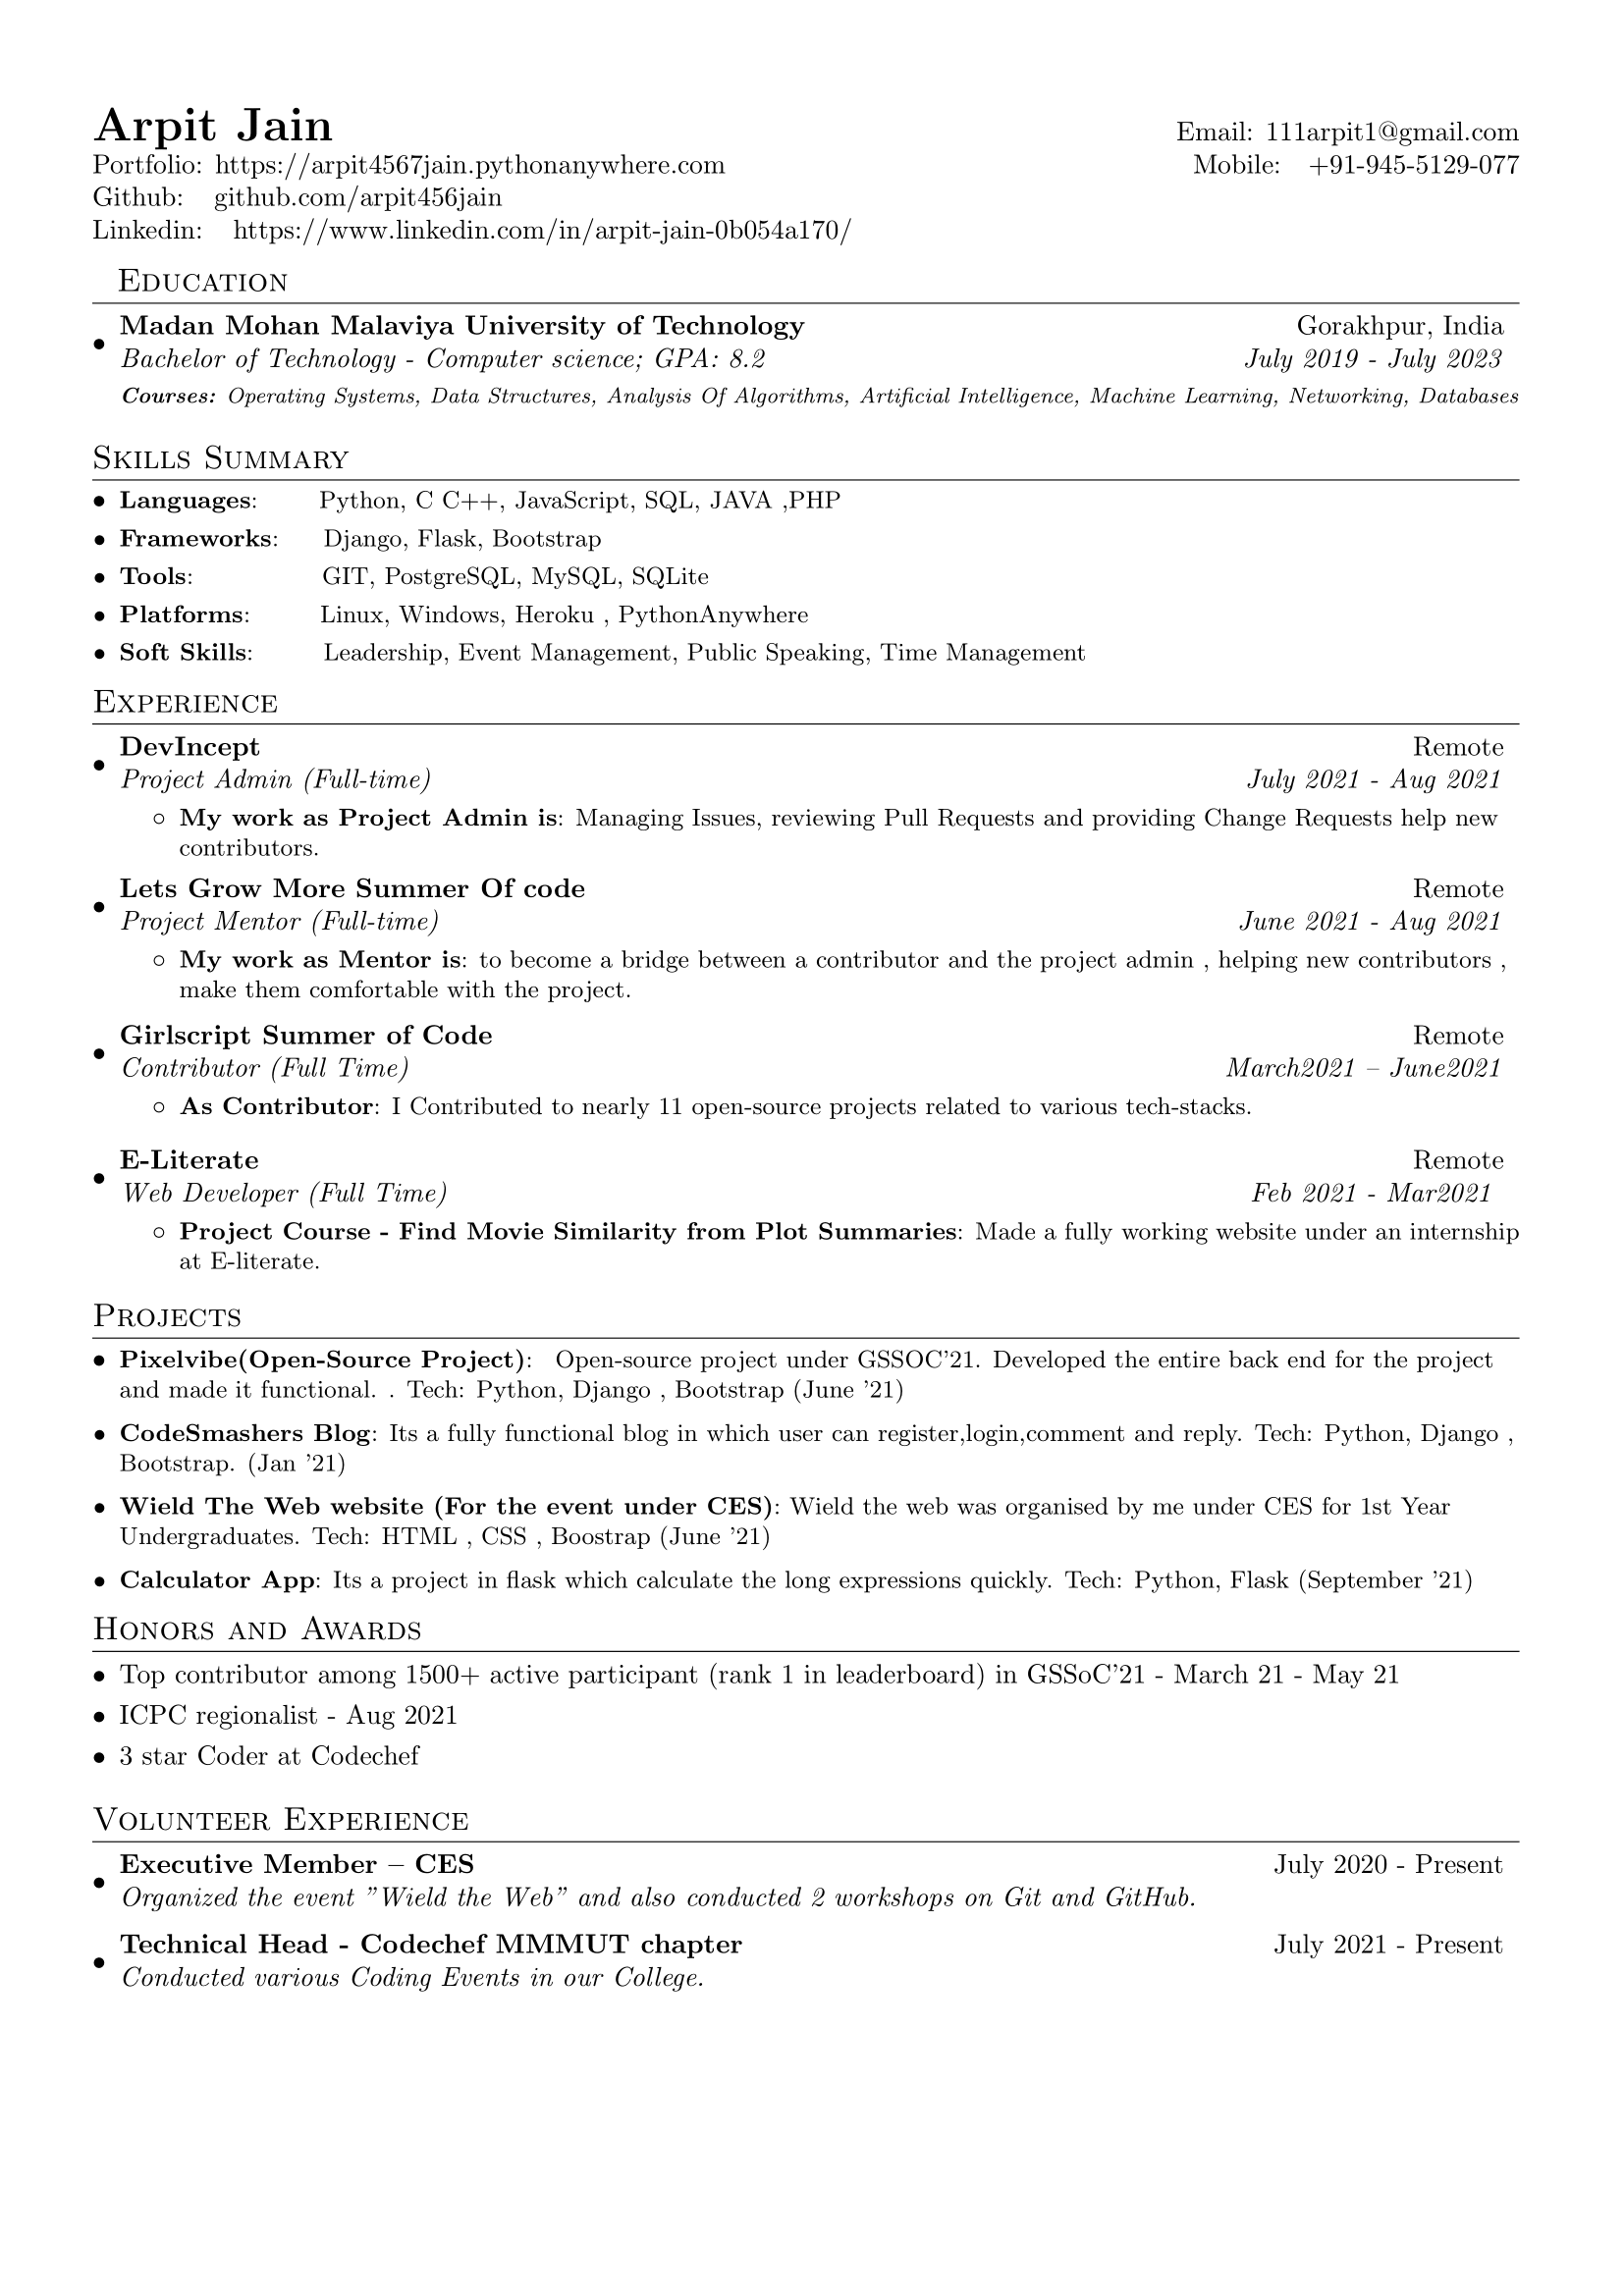 Arpit Jain
Email: 111arpit1@gmail.com
Portfolio: https://arpit4567jain.pythonanywhere.com
Mobile: +91-945-5129-077
Github: github.com/arpit456jain
Linkedin: https://www.linkedin.com/in/arpit-jain-0b054a170/
Education
• Madan Mohan Malaviya University of Technology Gorakhpur, India
Bachelor of Technology - Computer science; GPA: 8.2 July 2019 - July 2023
Courses: Operating Systems, Data Structures, Analysis Of Algorithms, Artificial Intelligence, Machine Learning, Networking, Databases
Skills Summary
• Languages: Python, C C++, JavaScript, SQL, JAVA ,PHP
• Frameworks: Django, Flask, Bootstrap
• Tools: GIT, PostgreSQL, MySQL, SQLite
• Platforms: Linux, Windows, Heroku , PythonAnywhere
• Soft Skills: Leadership, Event Management, Public Speaking, Time Management
Experience
• DevIncept Remote
Project Admin (Full-time) July 2021 - Aug 2021
◦ My work as Project Admin is: Managing Issues, reviewing Pull Requests and providing Change Requests help new
contributors.
• Lets Grow More Summer Of code Remote
Project Mentor (Full-time) June 2021 - Aug 2021
◦ My work as Mentor is: to become a bridge between a contributor and the project admin , helping new contributors ,
make them comfortable with the project.
• Girlscript Summer of Code Remote
Contributor (Full Time) March2021 – June2021
◦ As Contributor: I Contributed to nearly 11 open-source projects related to various tech-stacks.
• E-Literate Remote
Web Developer (Full Time) Feb 2021 - Mar2021
◦ Project Course - Find Movie Similarity from Plot Summaries: Made a fully working website under an internship
at E-literate.
Projects
• Pixelvibe(Open-Source Project): Open-source project under GSSOC'21. Developed the entire back end for the project
and made it functional. . Tech: Python, Django , Bootstrap (June '21)
• CodeSmashers Blog: Its a fully functional blog in which user can register,login,comment and reply. Tech: Python, Django ,
Bootstrap. (Jan '21)
• Wield The Web website (For the event under CES): Wield the web was organised by me under CES for 1st Year
Undergraduates. Tech: HTML , CSS , Boostrap (June '21)
• Calculator App: Its a project in flask which calculate the long expressions quickly. Tech: Python, Flask (September '21)
Honors and Awards
• Top contributor among 1500+ active participant (rank 1 in leaderboard) in GSSoC'21 - March 21 - May 21
• ICPC regionalist - Aug 2021
• 3 star Coder at Codechef
Volunteer Experience
• Executive Member – CES July 2020 - Present
Organized the event "Wield the Web" and also conducted 2 workshops on Git and GitHub.
• Technical Head - Codechef MMMUT chapter July 2021 - Present
Conducted various Coding Events in our College.